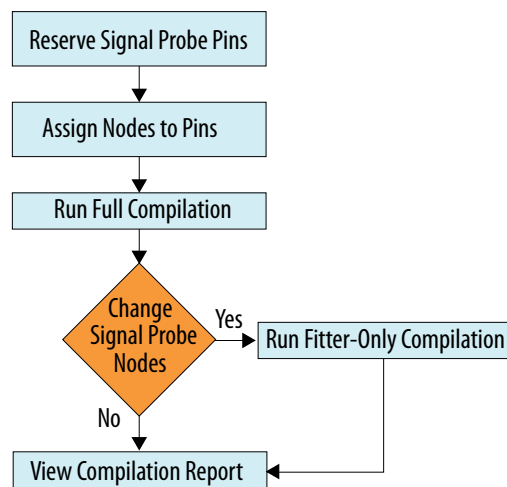 Reserve Signal Probe Pins
Assign Nodes to Pins
Run Full Compilation
Change
Signal Probe
Nodes
Yes
Run Fitter-Only Compilation
No
View Compilation Report